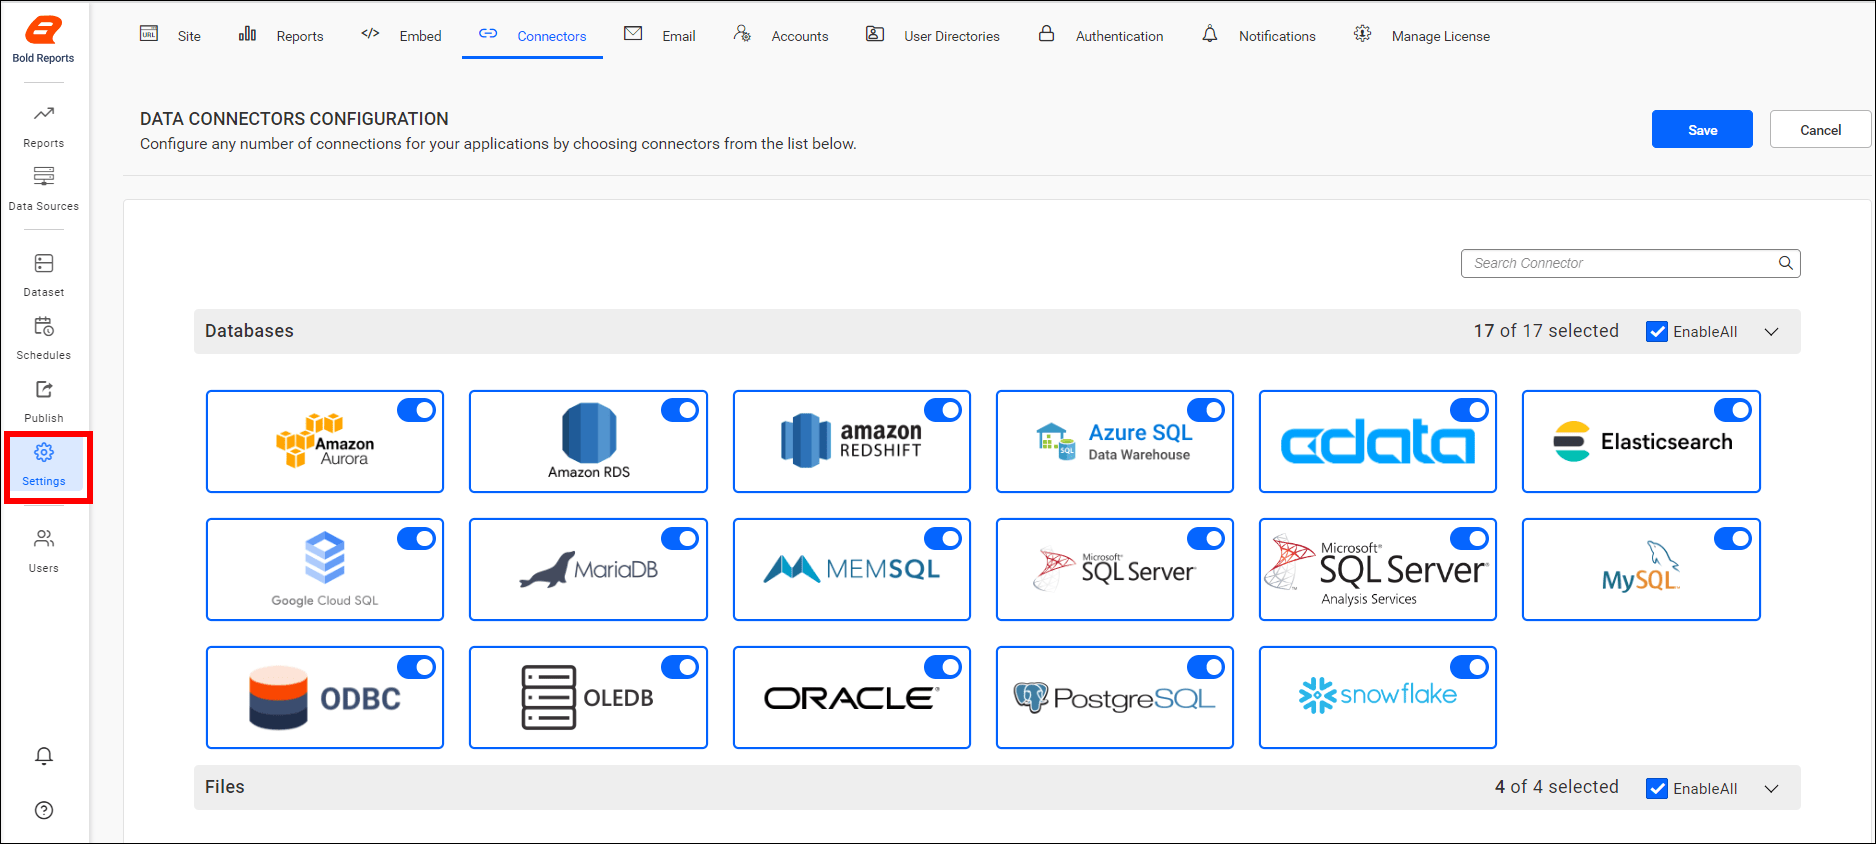 Bold Reports
Reports
Data Sources
Dataset
Schedules
Publish
Settings
Users
URL
Site
Reports
</>
Embed
Connectors
Email
Accounts
User Directories
Authentication
Notifications
Manage License
DATA CONNECTORS CONFIGURATION
Configure any number of connections for your applications by choosing connectors from the list below.
Save
Cancel
Search Connector
Databases
17 of 17 selected
EnableAll
Amazon
Aurora
Amazon RDS
amazon
REDSHIFT
SQL
Azure SQL
Data Warehouse
cdata
Elasticsearch
Google Cloud SQL
MariaDB
MEMSQL
Microsoft®
SQL Server®
Microsoft®
SQL Server®
Analysis Services
MySQL™
ODBC
OLEDB
ORACLE®
PostgreSQL
snowflake
Files
4 of 4 selected
EnableAll